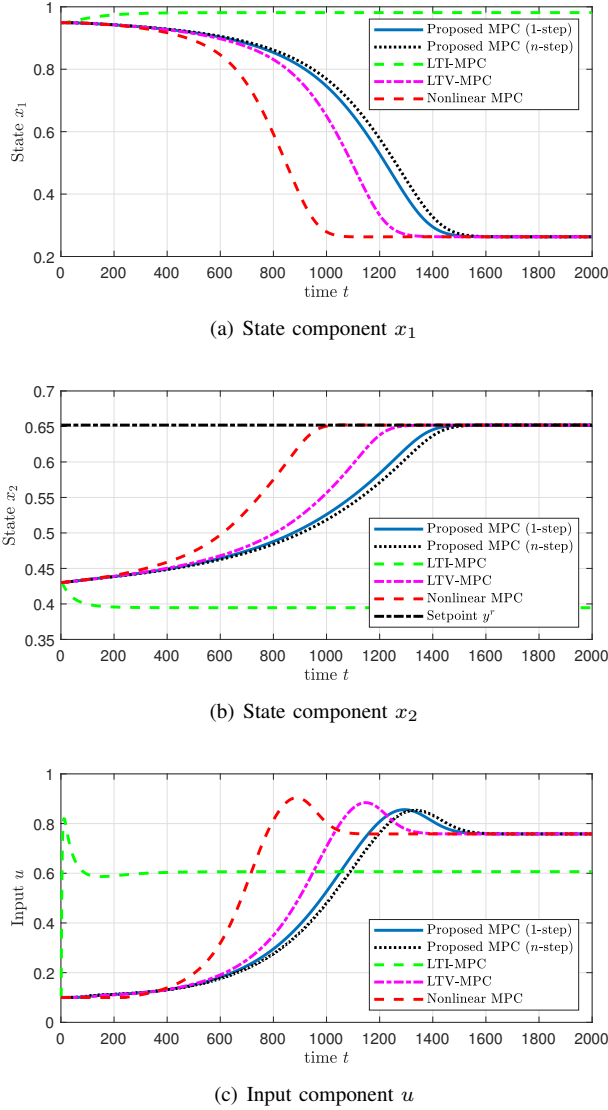 1
0.8
0.6
0.4
0.2
State x₁
Proposed MPC (1-step)
Proposed MPC (n-step)
LTI-MPC
LTV-MPC
Nonlinear MPC
0 200 400 600 800 1000 1200 1400 1600 1800 2000
time t
(a) State component x₁
0.7
0.65
0.6
0.55
0.5
0.45
0.4
0.35
State x₂
Proposed MPC (1-step)
Proposed MPC (n-step)
LTI-MPC
LTV-MPC
Nonlinear MPC
Setpoint yʳ
0 200 400 600 800 1000 1200 1400 1600 1800 2000
time t
(b) State component x₂
1
0.8
0.6
0.4
0.2
0
Input u
Proposed MPC (1-step)
Proposed MPC (n-step)
LTI-MPC
LTV-MPC
Nonlinear MPC
0 200 400 600 800 1000 1200 1400 1600 1800 2000
time t
(c) Input component u